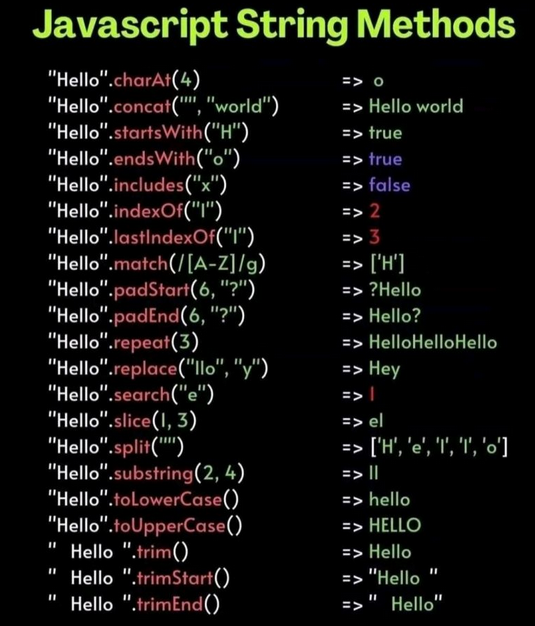 Javascript String Methods
"Hello".charAt(4) => o
"Hello".concat("", "world") => Hello world
"Hello".startsWith("H") => true
"Hello".endsWith("o") => true
"Hello".includes("x") => false
"Hello".indexOf("l") => 2
"Hello".lastIndexOf("l") => 3
"Hello".match(/[A-Z]/g) => ['H']
"Hello".padStart(6, "?") => ?Hello
"Hello".padEnd(6, "?") => Hello?
"Hello".repeat(3) => HelloHelloHello
"Hello".replace("llo", "y") => Hey
"Hello".search("e") => 1
"Hello".slice(1, 3) => el
"Hello".split("") => ['H', 'e', 'l', 'l', 'o']
"Hello".substring(2, 4) => ll
"Hello".toLowerCase() => hello
"Hello".toUpperCase() => HELLO
"  Hello ".trim() => Hello
"  Hello ".trimStart() => "Hello "
"  Hello ".trimEnd() => "  Hello"